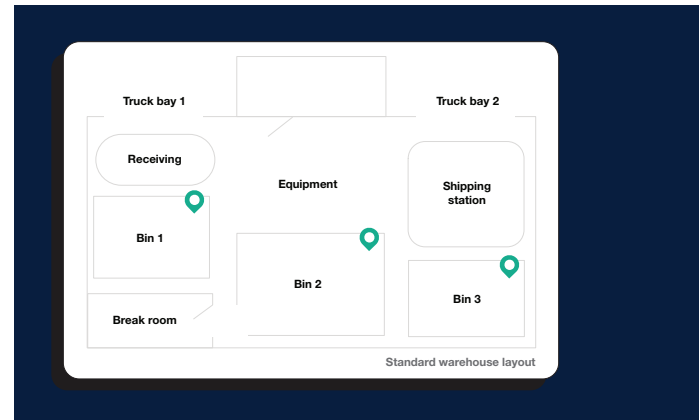 Truck bay 1
Truck bay 2
Receiving
Equipment
Shipping
station
Bin 1
Bin 2
Bin 3
Break room
Standard warehouse layout